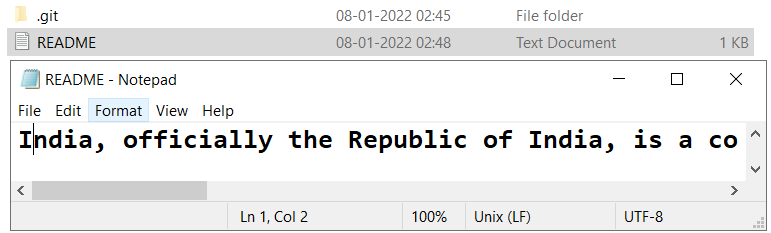 .git 08-01-2022 02:45 File folder
README 08-01-2022 02:48 Text Document 1 KB
README - Notepad
File Edit Format View Help
India, officially the Republic of India, is a co
Ln 1, Col 2 100% Unix (LF) UTF-8